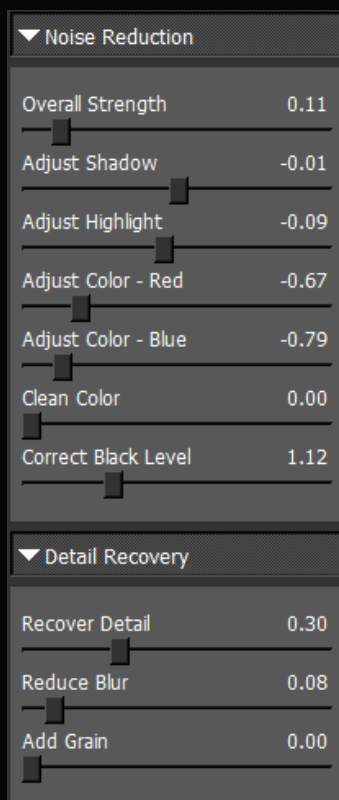 Noise Reduction
Overall Strength 0.11
Adjust Shadow -0.01
Adjust Highlight -0.09
Adjust Color - Red -0.67
Adjust Color - Blue -0.79
Clean Color 0.00
Correct Black Level 1.12
Detail Recovery
Recover Detail 0.30
Reduce Blur 0.08
Add Grain 0.00